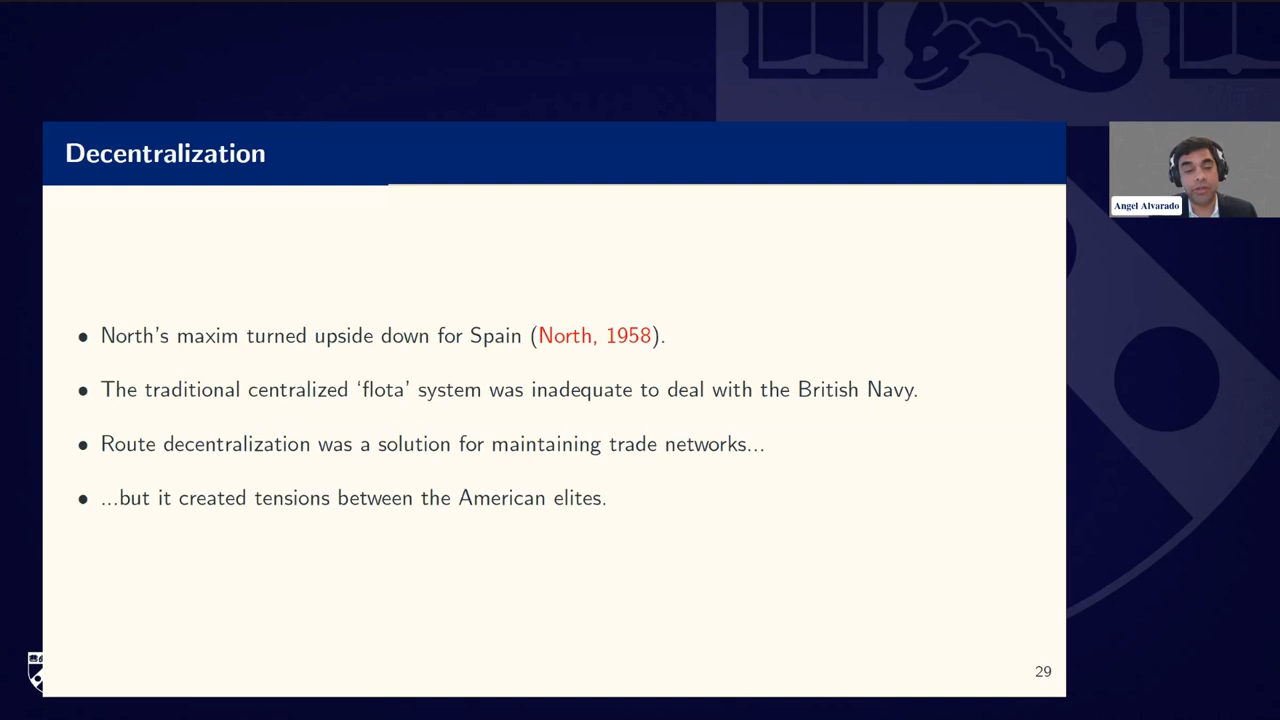 Decentralization
Angel Alvarado
● North's maxim turned upside down for Spain (North, 1958).
● The traditional centralized ‘flota’ system was inadequate to deal with the British Navy.
● Route decentralization was a solution for maintaining trade networks...
● ...but it created tensions between the American elites.
29